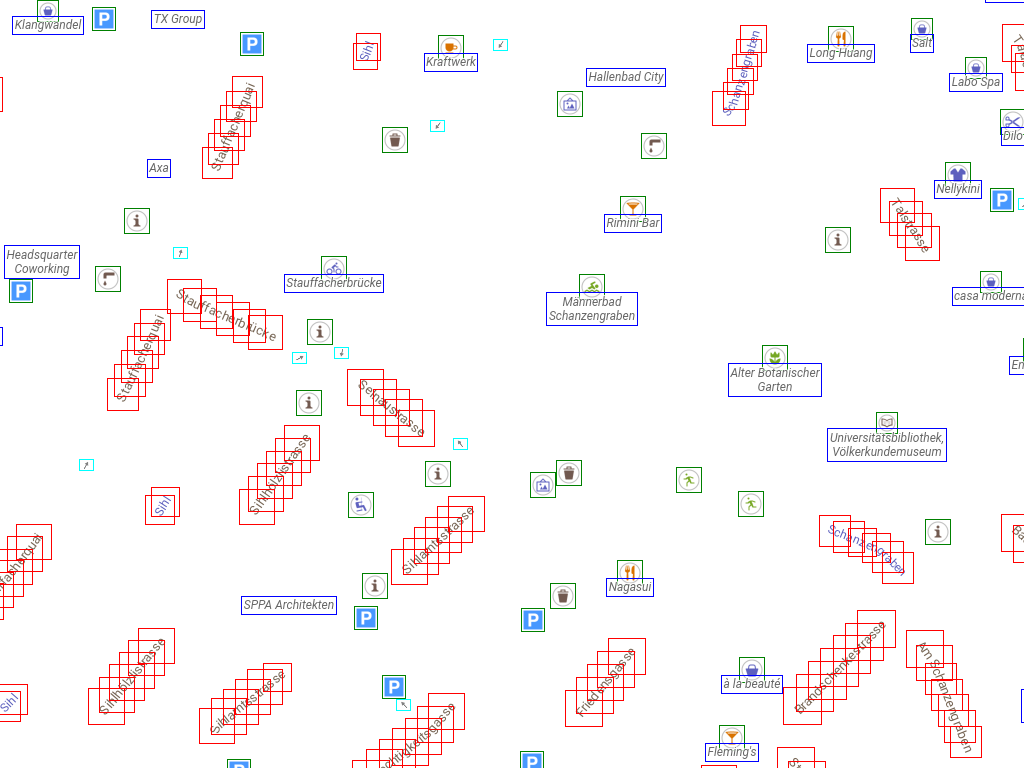 Klangwandel
TX Group
Sihl
Kraftwerk
Hallenbad City
Schanzengraben
Long-Huang
Salt
Labo Spa
Stauffacherquai
Axa
Nellykini
Rimini-Bar
Talstrasse
Headsquarter
Coworking
Stauffacherbrücke
Stauffacherbrücke
Männerbad
Schanzengraben
casa moderna
Stauffacherquai
Selnaustrasse
Alter Botanischer
Garten
Universitätsbibliothek,
Völkerkundemuseum
Sihlhölzlistrasse
Sihl
Sihlamtsstrasse
Schanzengraben
Nagasui
SPPA Architekten
Sihlhölzlistrasse
Sihlamtsstrasse
Friedensgasse
Brandschenkestrasse
Am Schanzengraben
à la beauté
Sihl
Fleming's